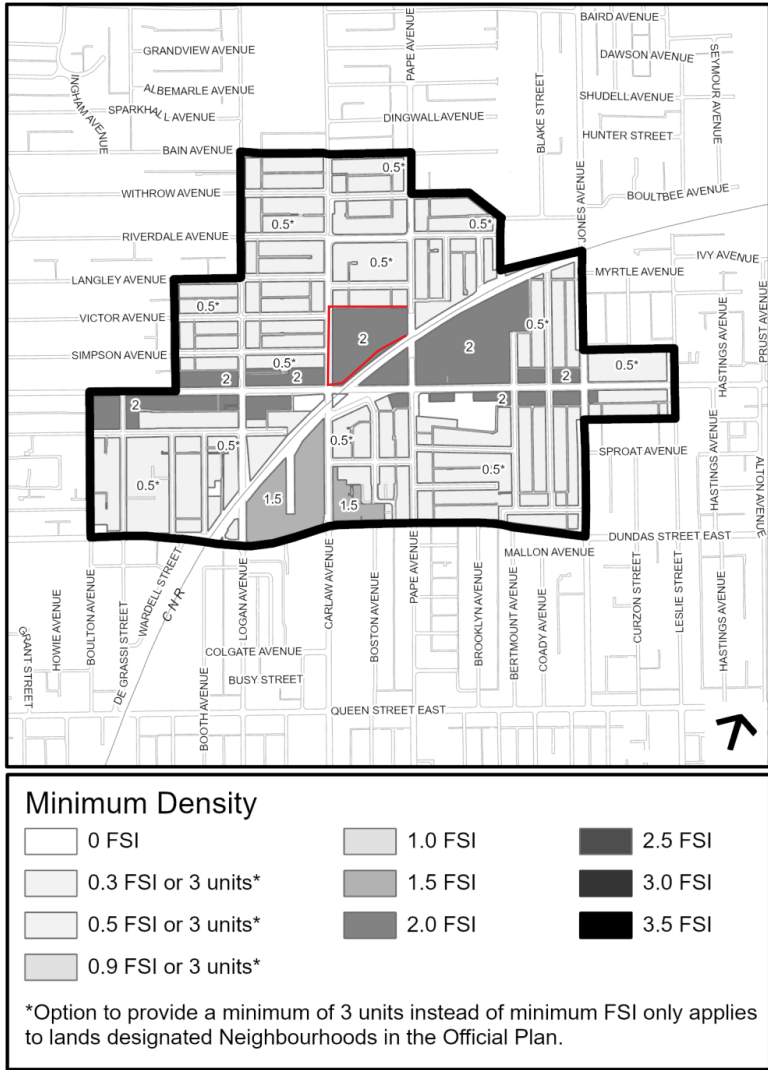 BAIRD AVENUE
GRANDVIEW AVENUE
PAPE AVENUE
DAWSON AVENUE
SEYMOUR AVENUE
INGHAM AVENUE
ALBEMARLE AVENUE
BLAKE STREET
SHUDELL AVENUE
SPARKHALL AVENUE
DINGWALL AVENUE
HUNTER STREET
BAIN AVENUE
0.5*
WITHROW AVENUE
BOULTBEE AVENUE
JONES AVENUE
0.5*
0.5*
RIVERDALE AVENUE
IVY AVENUE
0.5*
MYRTLE AVENUE
LANGLEY AVENUE
0.5*
PRUST AVENUE
HASTINGS AVENUE
VICTOR AVENUE
2
0.5*
2
SIMPSON AVENUE
0.5*
0.5*
2
2
2
2
2
2
HASTINGS AVENUE
0.5*
0.5*
SPROAT AVENUE
0.5*
0.5*
ALTON AVENUE
1.5
1.5
DUNDAS STREET EAST
MALLON AVENUE
WARDELL STREET
CNR
LOGAN AVENUE
CARLAW AVENUE
BOSTON AVENUE
PAPE AVENUE
BROOKLYN AVENUE
BERTMOUNT AVENUE
COADY AVENUE
CURZON STREET
LESLIE STREET
HASTINGS AVENUE
GRANT STREET
HOWIE AVENUE
BOULTON AVENUE
DE GRASSI STREET
COLGATE AVENUE
BUSY STREET
BOOTH AVENUE
QUEEN STREET EAST
Minimum Density
0 FSI
1.0 FSI
2.5 FSI
0.3 FSI or 3 units*
1.5 FSI
3.0 FSI
0.5 FSI or 3 units*
2.0 FSI
3.5 FSI
0.9 FSI or 3 units*
*Option to provide a minimum of 3 units instead of minimum FSI only applies
to lands designated Neighbourhoods in the Official Plan.